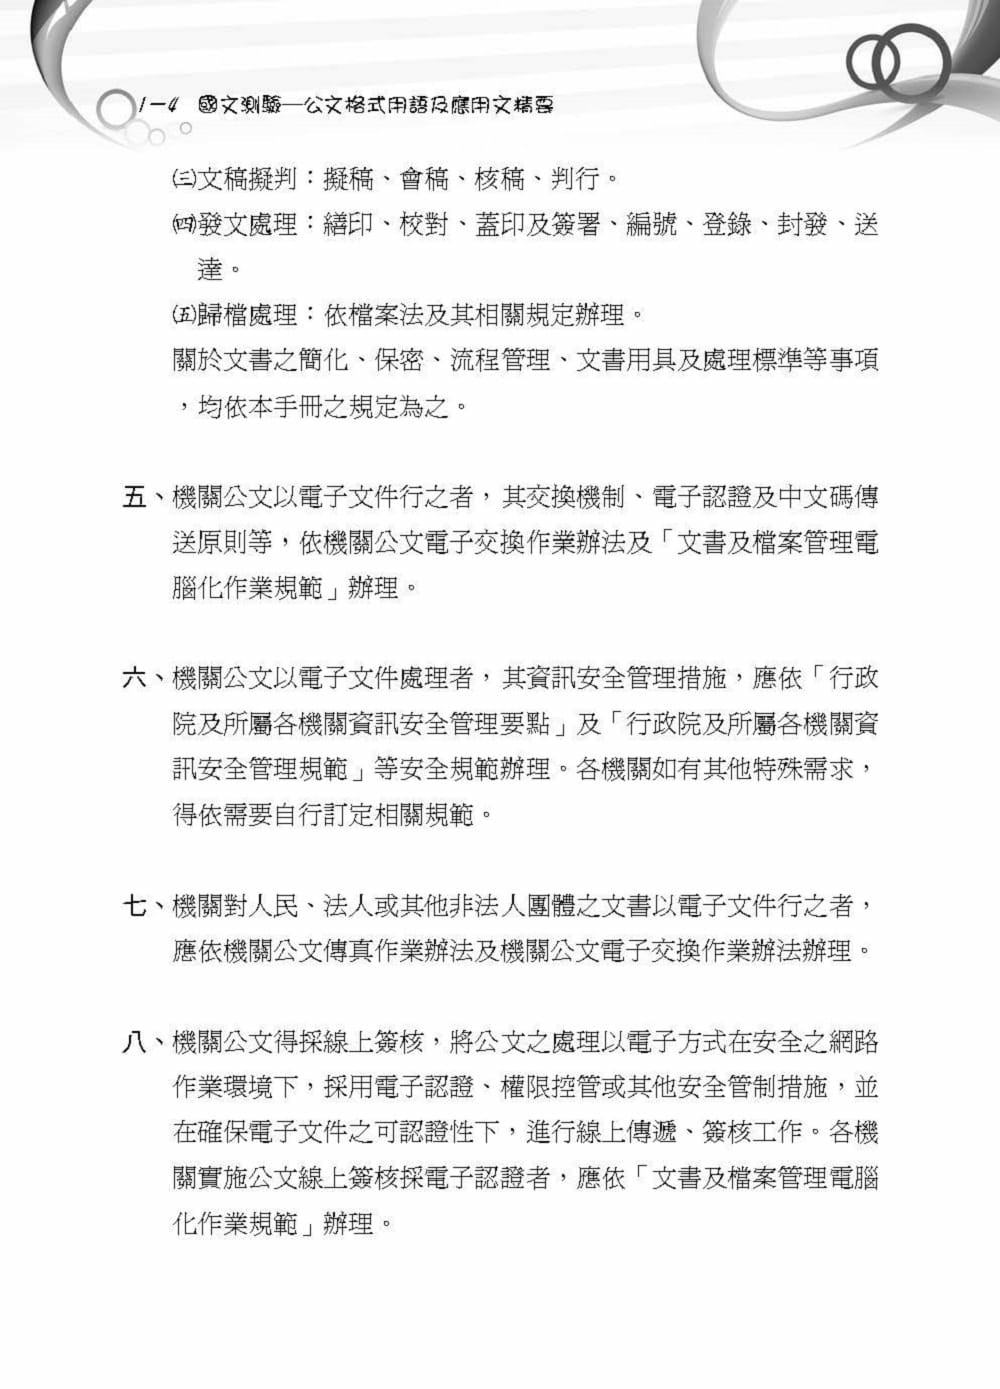 1－4　國文測驗─公文格式用語及應用文精要
㈢文稿擬判：擬稿、會稿、核稿、判行。
㈣發文處理：繕印、校對、蓋印及簽署、編號、登錄、封發、送
達。
㈤歸檔處理：依檔案法及其相關規定辦理。
關於文書之簡化、保密、流程管理、文書用具及處理標準等事項
，均依本手冊之規定為之。
五、機關公文以電子文件行之者，其交換機制、電子認證及中文碼傳
送原則等，依機關公文電子交換作業辦法及「文書及檔案管理電
腦化作業規範」辦理。
六、機關公文以電子文件處理者，其資訊安全管理措施，應依「行政
院及所屬各機關資訊安全管理要點」及「行政院及所屬各機關資
訊安全管理規範」等安全規範辦理。各機關如有其他特殊需求，
得依需要自行訂定相關規範。
七、機關對人民、法人或其他非法人團體之文書以電子文件行之者，
應依機關公文傳真作業辦法及機關公文電子交換作業辦法辦理。
八、機關公文得採線上簽核，將公文之處理以電子方式在安全之網路
作業環境下，採用電子認證、權限控管或其他安全管制措施，並
在確保電子文件之可認證性下，進行線上傳遞、簽核工作。各機
關實施公文線上簽核採電子認證者，應依「文書及檔案管理電腦
化作業規範」辦理。